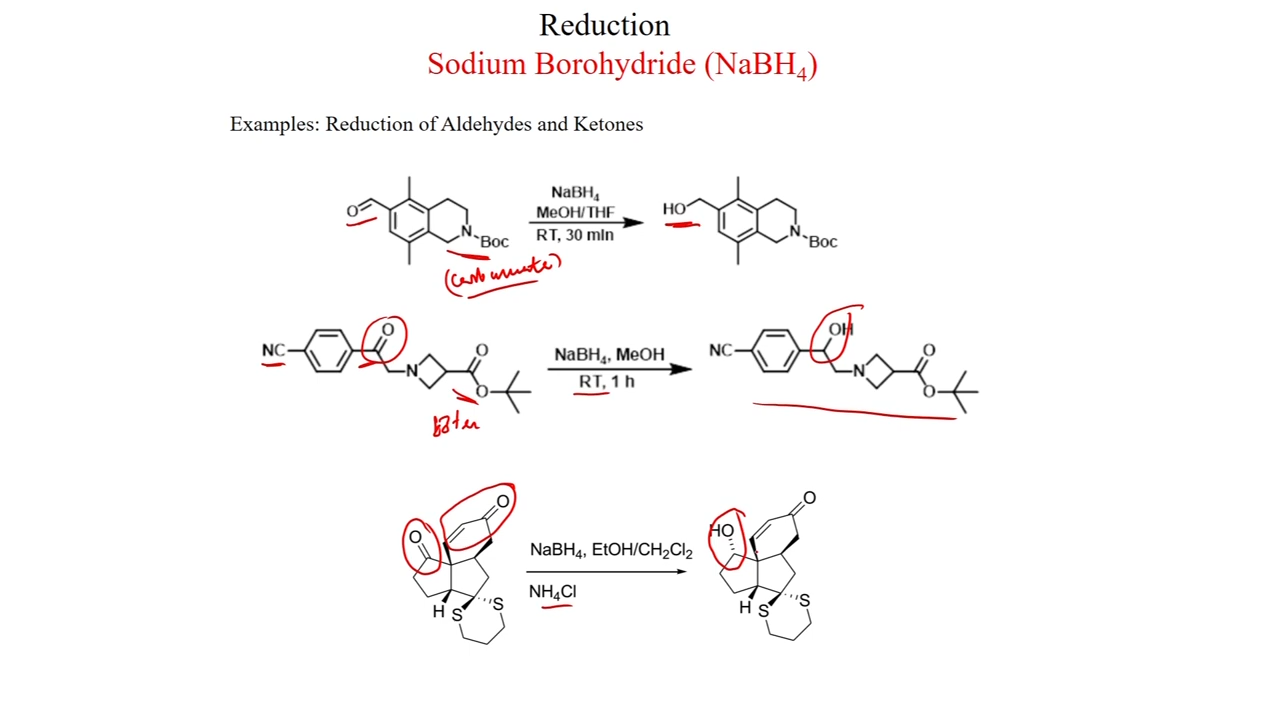 Reduction
Sodium Borohydride (NaBH4)
Examples: Reduction of Aldehydes and Ketones
O
N
Boc
NaBH4
MeOH/THF
RT, 30 min
HO
N
Boc
(carbamate)
NC
O
N
O
O
Ester
NaBH4, MeOH
RT, 1 h
NC
OH
N
O
O
O
O
H
S
S
NaBH4, EtOH/CH2Cl2
NH4Cl
HO
O
H
S
S